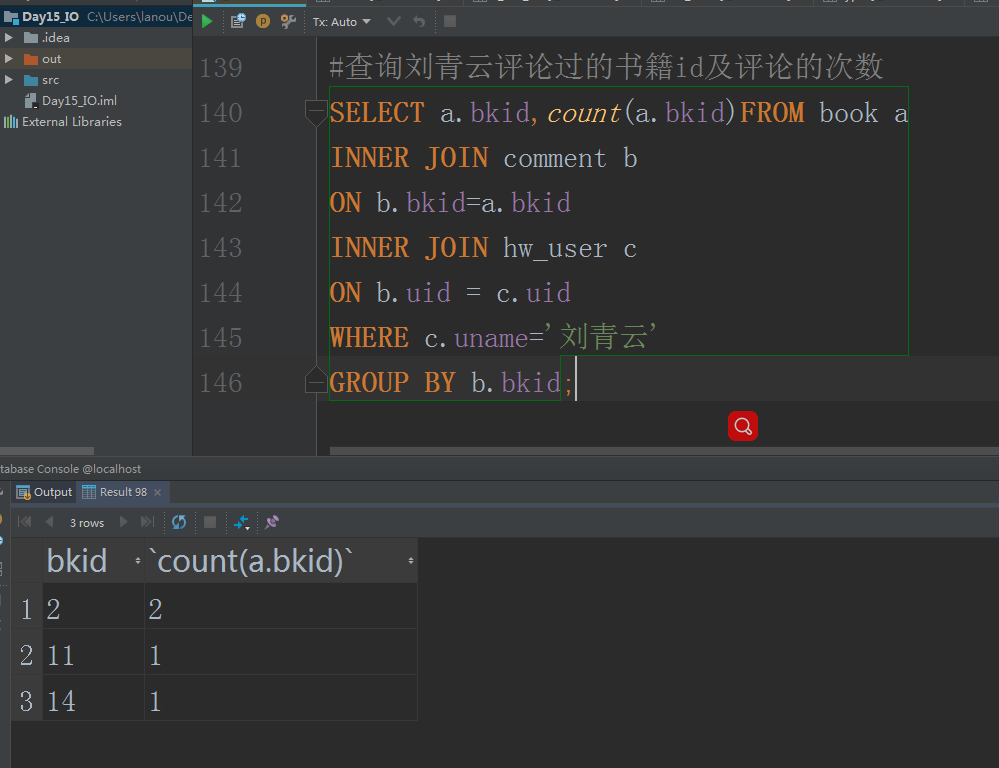 Day15_IO C:\Users\lanou\De
.idea
out
src
Day15_IO.iml
External Libraries
Tx: Auto
139 #查询刘青云评论过的书籍id及评论的次数
140 SELECT a.bkid,count(a.bkid)FROM book a
141 INNER JOIN comment b
142 ON b.bkid=a.bkid
143 INNER JOIN hw_user c
144 ON b.uid = c.uid
145 WHERE c.uname='刘青云'
146 GROUP BY b.bkid;
tabase Console @localhost
Output Result 98
3 rows
bkid `count(a.bkid)`
1 2 2
2 11 1
3 14 1